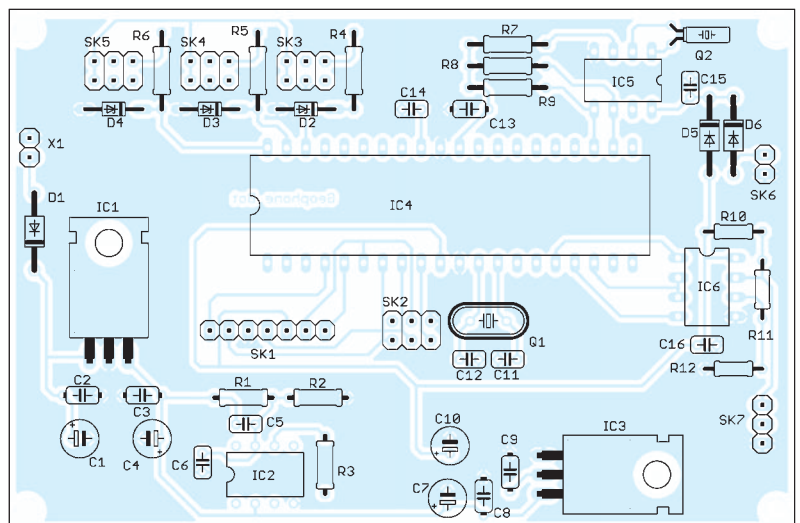 R6 R5 R4 R7
SK5 SK4 SK3 Q2
R8 IC5 C15
C14 R9
D4 D3 D2 C13
D5 D6
X1
D1 SK6
IC1 IC4
R10
IC6
SK2
R11
SK1 Q1 C16
C12 C11 R12
C2 C3 R1 R2
C5 C10 IC3 SK7
C1 C4 C9
C6 IC2 R3
C7 C8